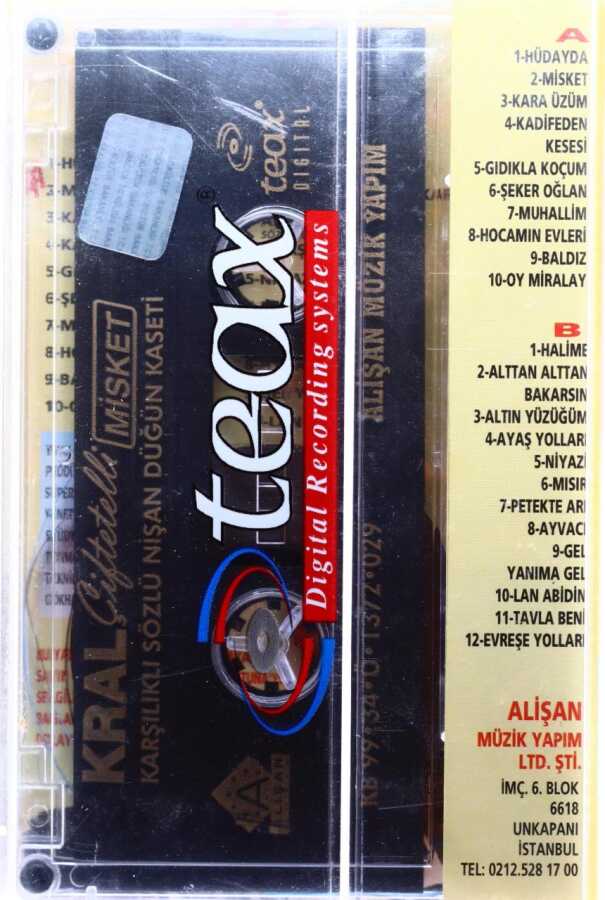 A
1-HÜDAYDA
2-MİSKET
3-KARA ÜZÜM
4-KADİFEDEN
KESESİ
5-GIDIKLA KOÇUM
6-ŞEKER OĞLAN
7-MUHALLİM
8-HOCAMIN EVLERİ
9-BALDIZ
10-OY MİRALAY
B
1-HALİME
2-ALTTAN ALTTAN
BAKARSIN
3-ALTIN YÜZÜĞÜM
4-AYAŞ YOLLARI
5-NİYAZİ
6-MISIR
7-PETEKTE ARI
8-AYVACI
9-GEL
YANIMA GEL
10-LAN ABİDİN
11-TAVLA BENİ
12-EVREŞE YOLLARI
ALİŞAN
MÜZİK YAPIM
LTD. ŞTİ.
İMÇ. 6. BLOK
6618
UNKAPANI
İSTANBUL
TEL: 0212.528 17 00
KRAL Çiftetelli MİSKET
KARŞILIKLI SÖZLÜ NİŞAN DÜĞÜN KASETİ
teax®
Digital Recording systems
teax®
DIGITAL
ALIŞAN MÜZİK YAPIM
KB•99•34•Ü•1372•029
A
ALIŞAN